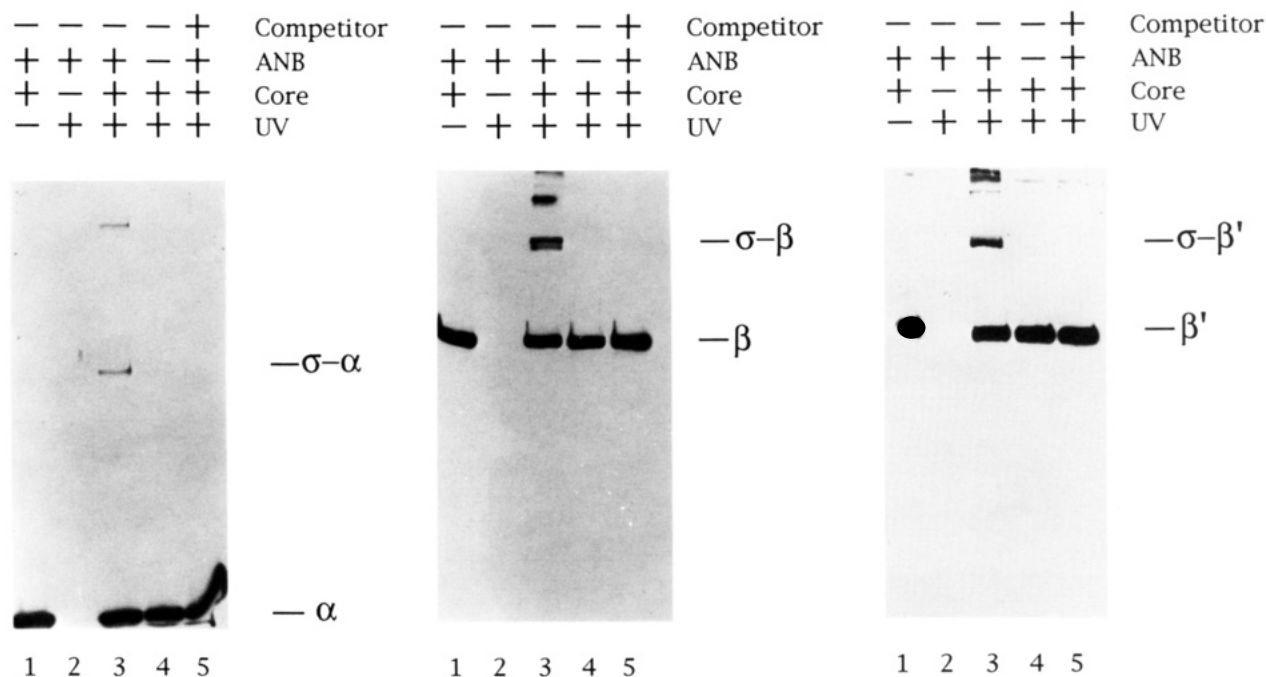 − − − − + Competitor
+ + + − + ANB
+ − + + + Core
− + + + + UV
—σ–α
— α
1 2 3 4 5
− − − − + Competitor
+ + + − + ANB
+ − + + + Core
− + + + + UV
—σ–β
—β
1 2 3 4 5
− − − − + Competitor
+ + + − + ANB
+ − + + + Core
− + + + + UV
—σ–β'
—β'
1 2 3 4 5